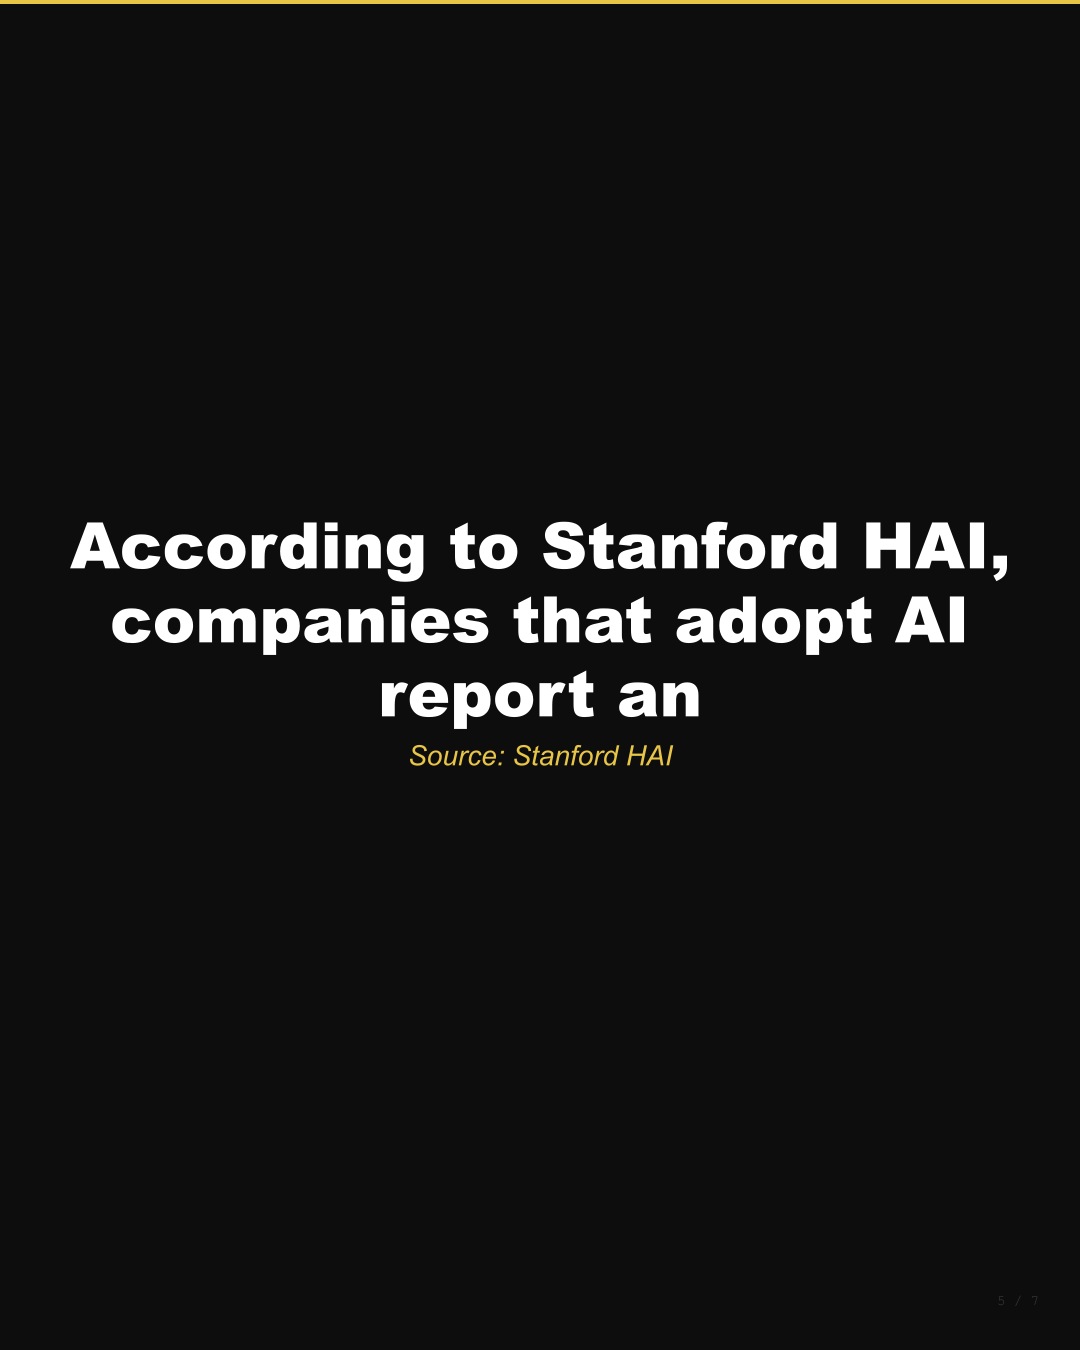 According to Stanford HAI,
companies that adopt AI
report an
Source: Stanford HAI
5 / 7